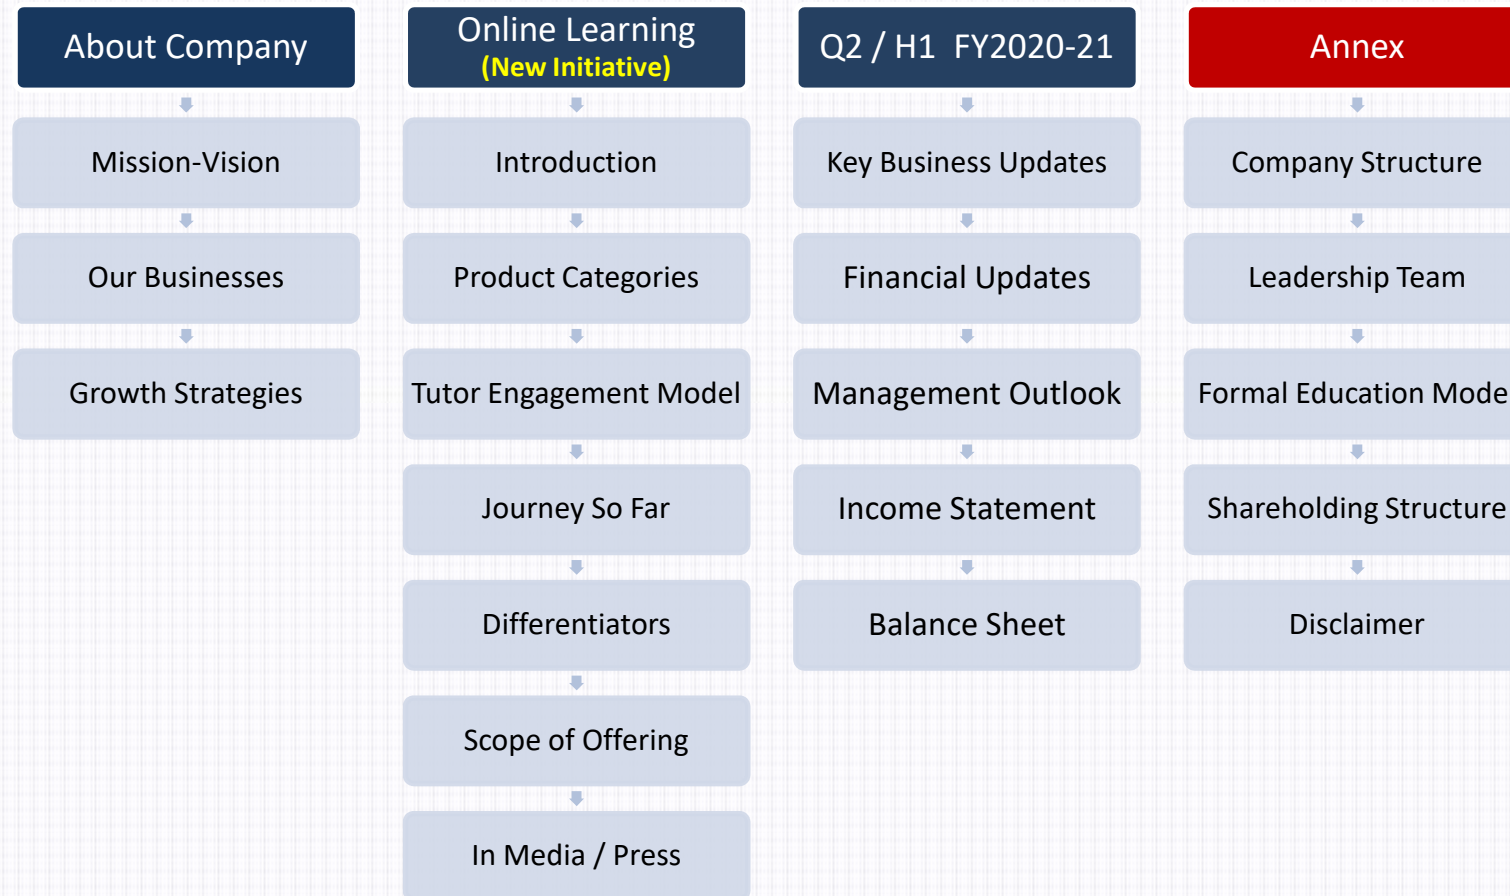 About Company
Mission-Vision
Our Businesses
Growth Strategies
Online Learning
(New Initiative)
Introduction
Product Categories
Tutor Engagement Model
Journey So Far
Differentiators
Scope of Offering
In Media / Press
Q2 / H1 FY2020-21
Key Business Updates
Financial Updates
Management Outlook
Income Statement
Balance Sheet
Annex
Company Structure
Leadership Team
Formal Education Mode
Shareholding Structure
Disclaimer